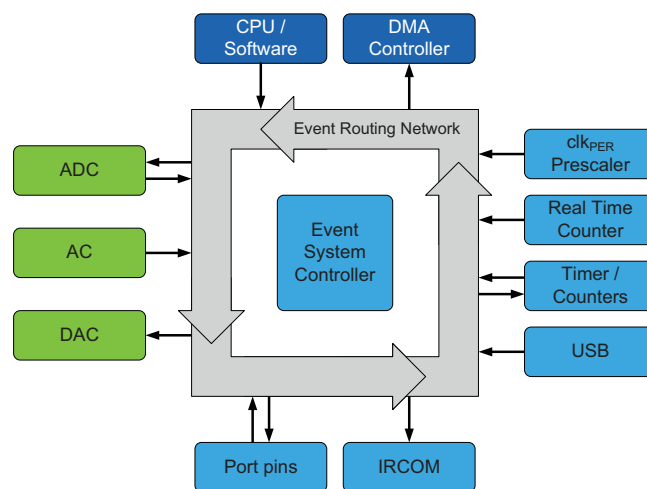 CPU /
Software
DMA
Controller
Event Routing Network
clkPER
Prescaler
ADC
Real Time
Counter
Event
System
Controller
AC
Timer /
Counters
DAC
USB
Port pins
IRCOM